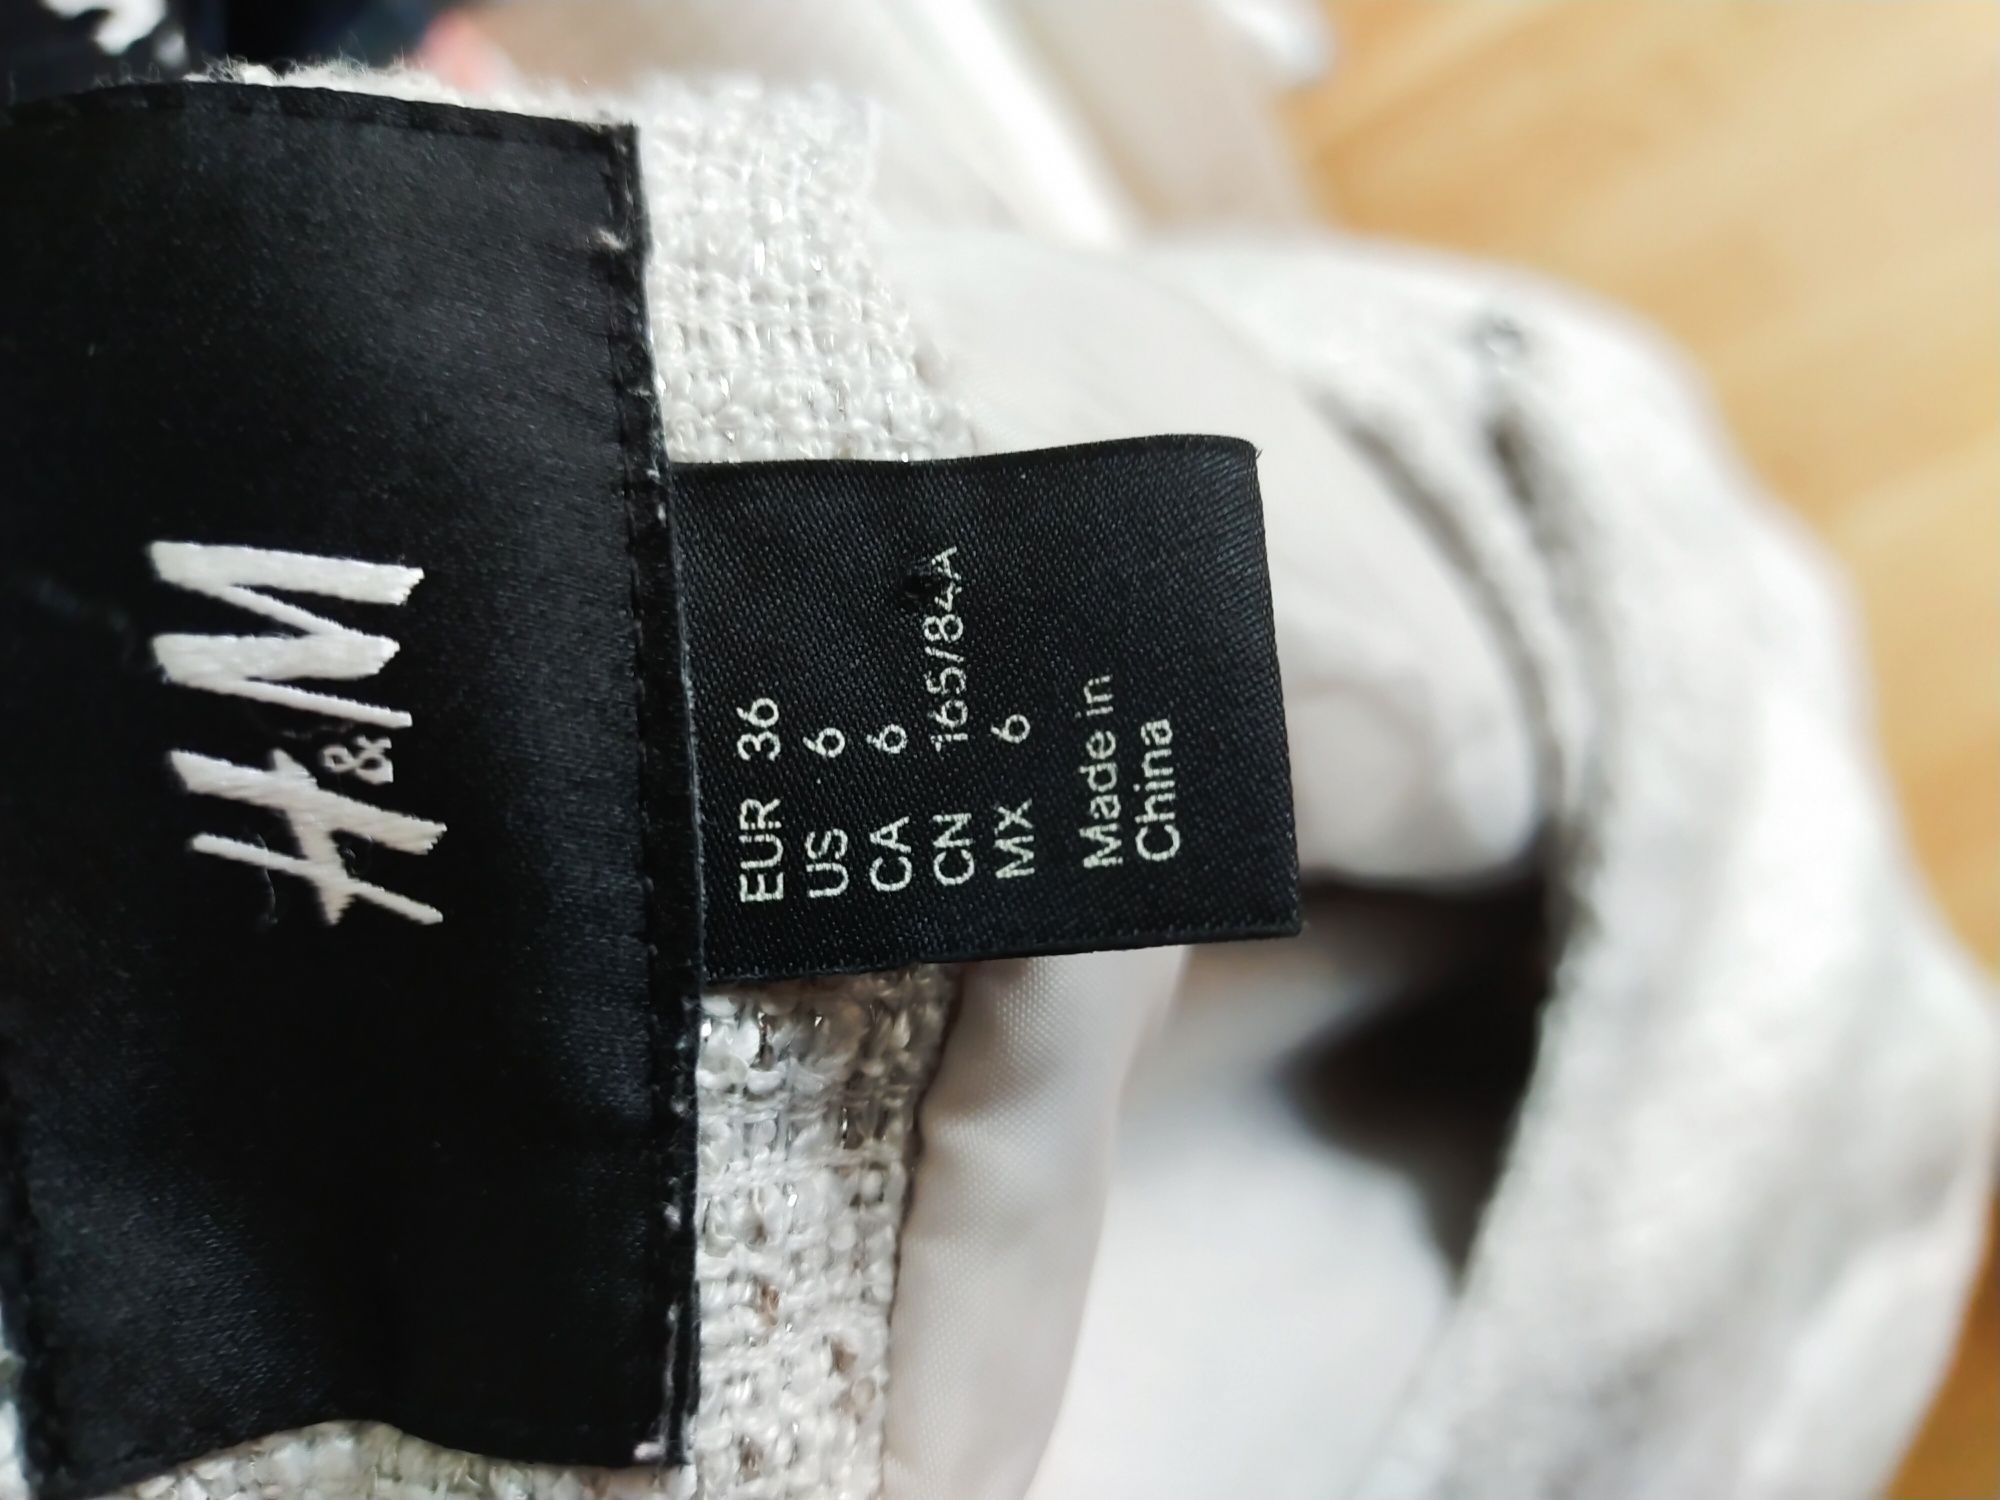 H&M
EUR 36
US 6
CA 6
CN 165/84A
MX 6
Made in
China